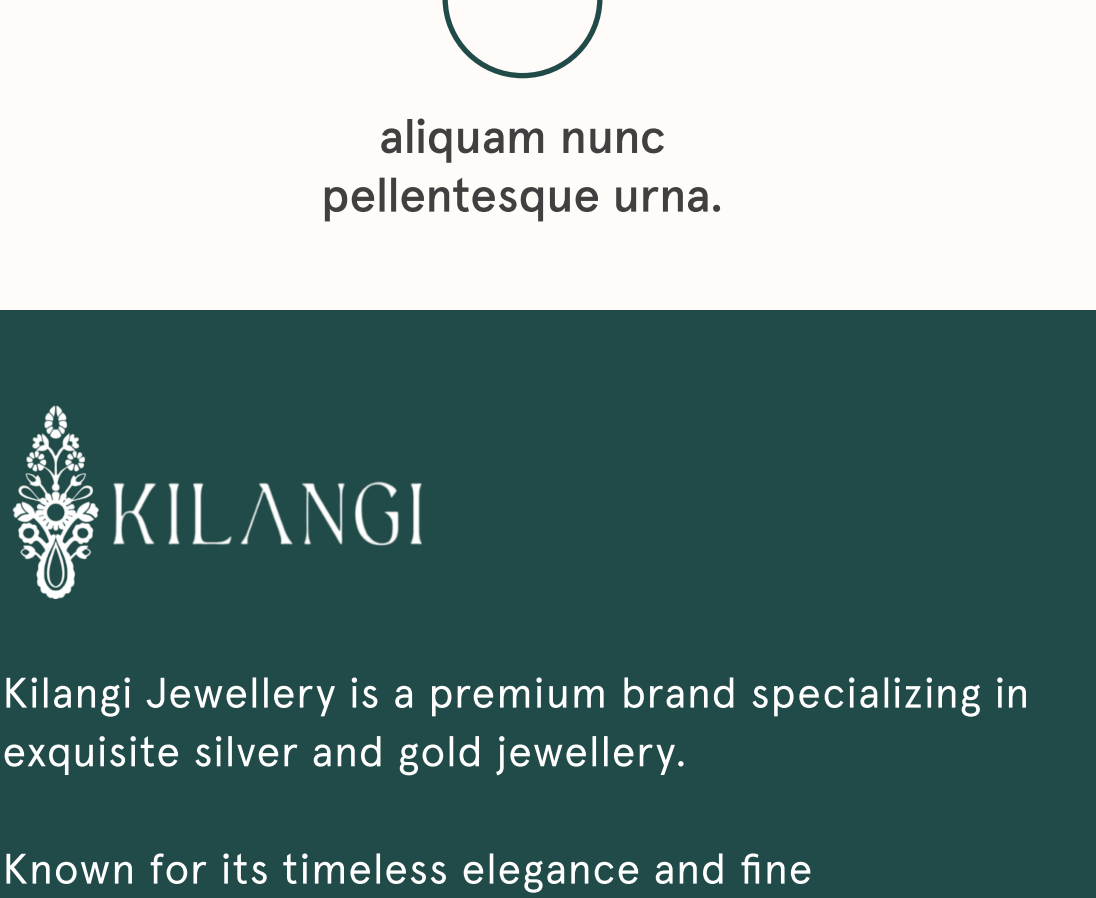 aliquam nunc
pellentesque urna.
KILANGI
Kilangi Jewellery is a premium brand specializing in
exquisite silver and gold jewellery.
Known for its timeless elegance and fine